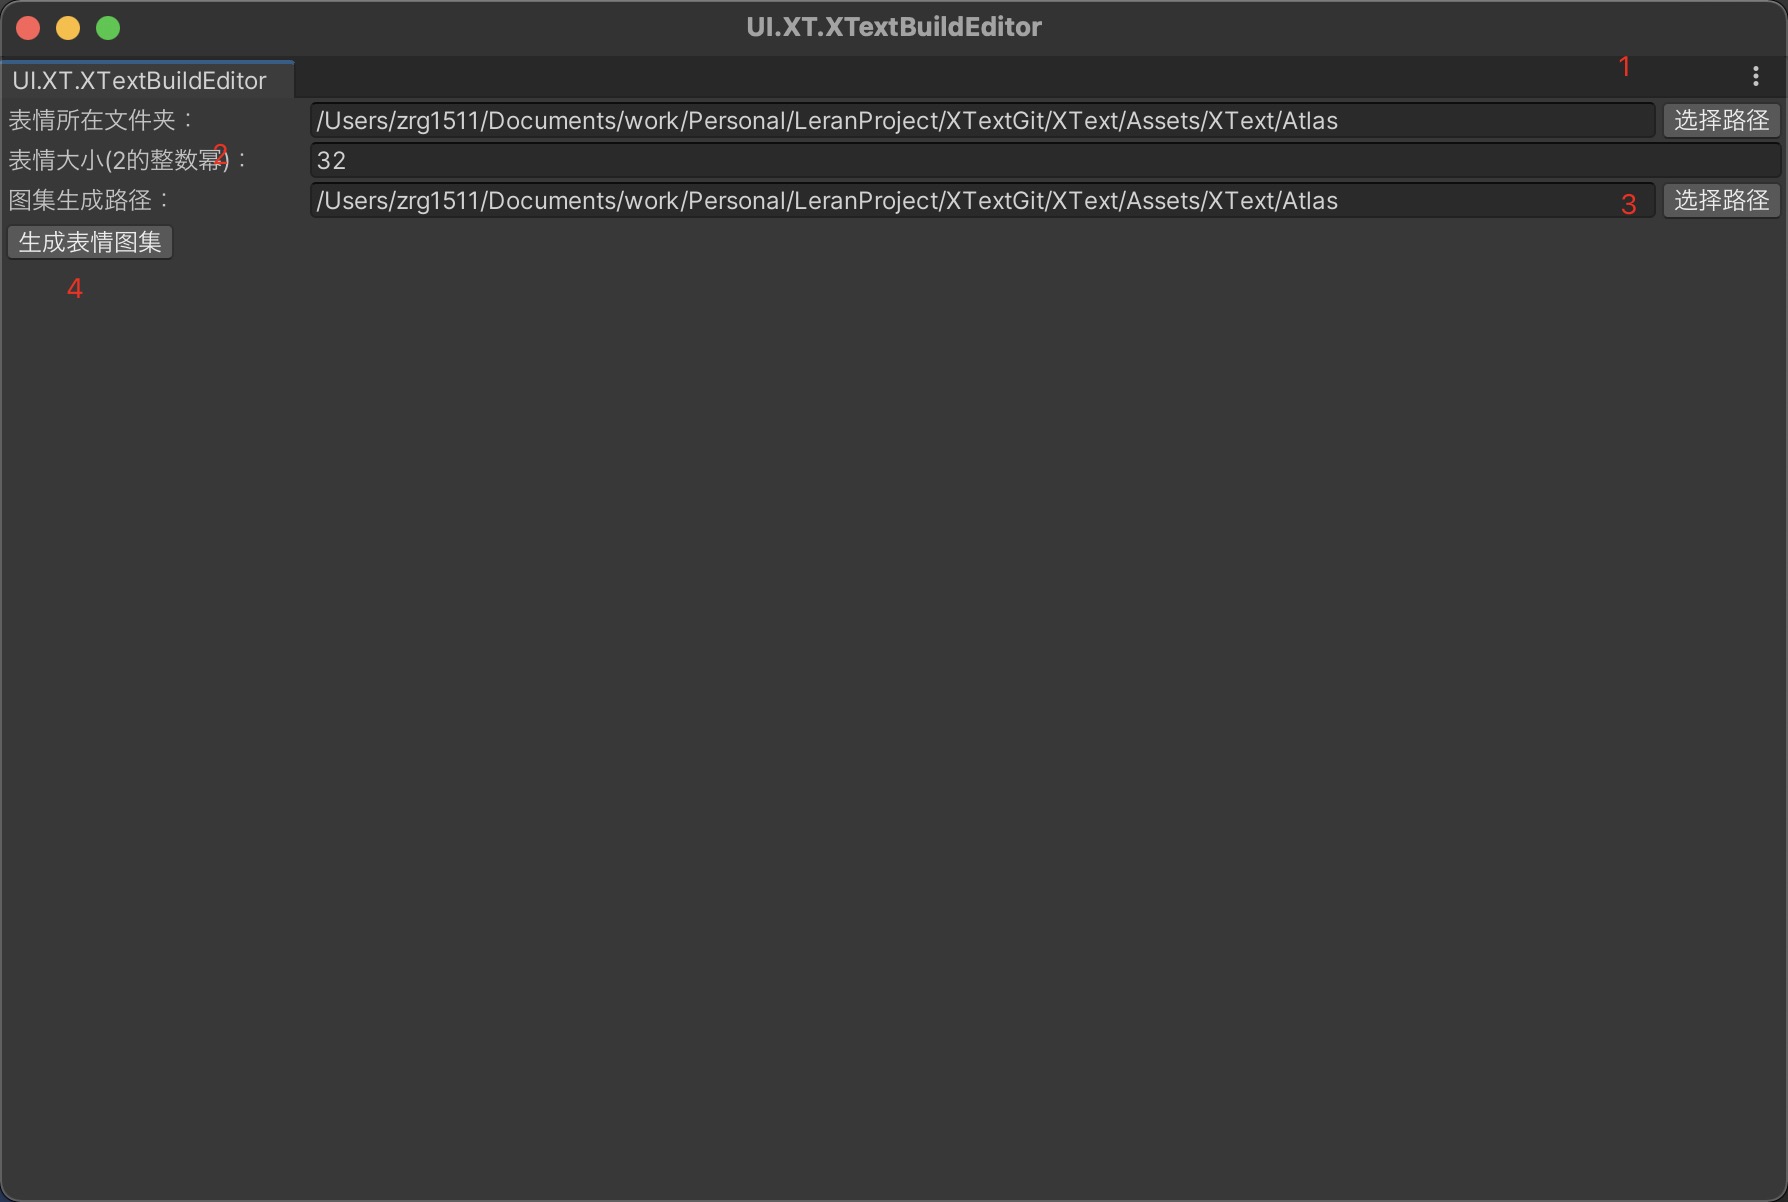 UI.XT.XTextBuildEditor
UI.XT.XTextBuildEditor
1
表情所在文件夹：
/Users/zrg1511/Documents/work/Personal/LeranProject/XTextGit/XText/Assets/XText/Atlas
选择路径
表情大小(2的整数幂)：
2
32
图集生成路径：
/Users/zrg1511/Documents/work/Personal/LeranProject/XTextGit/XText/Assets/XText/Atlas
3
选择路径
生成表情图集
4